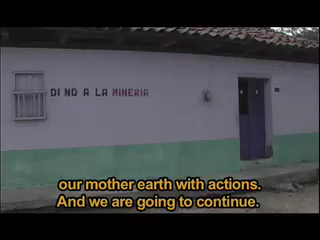 DI NO A LA MINERIA
our mother earth with actions.
And we are going to continue.